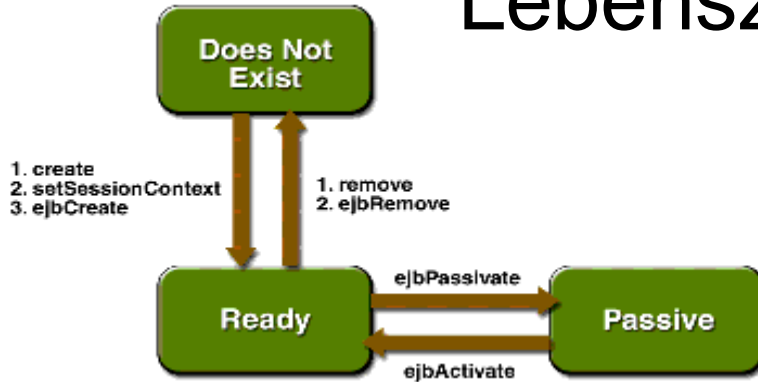 Does Not
Exist
1. create
2. setSessionContext
3. ejbCreate
1. remove
2. ejbRemove
ejbPassivate
Ready
Passive
ejbActivate